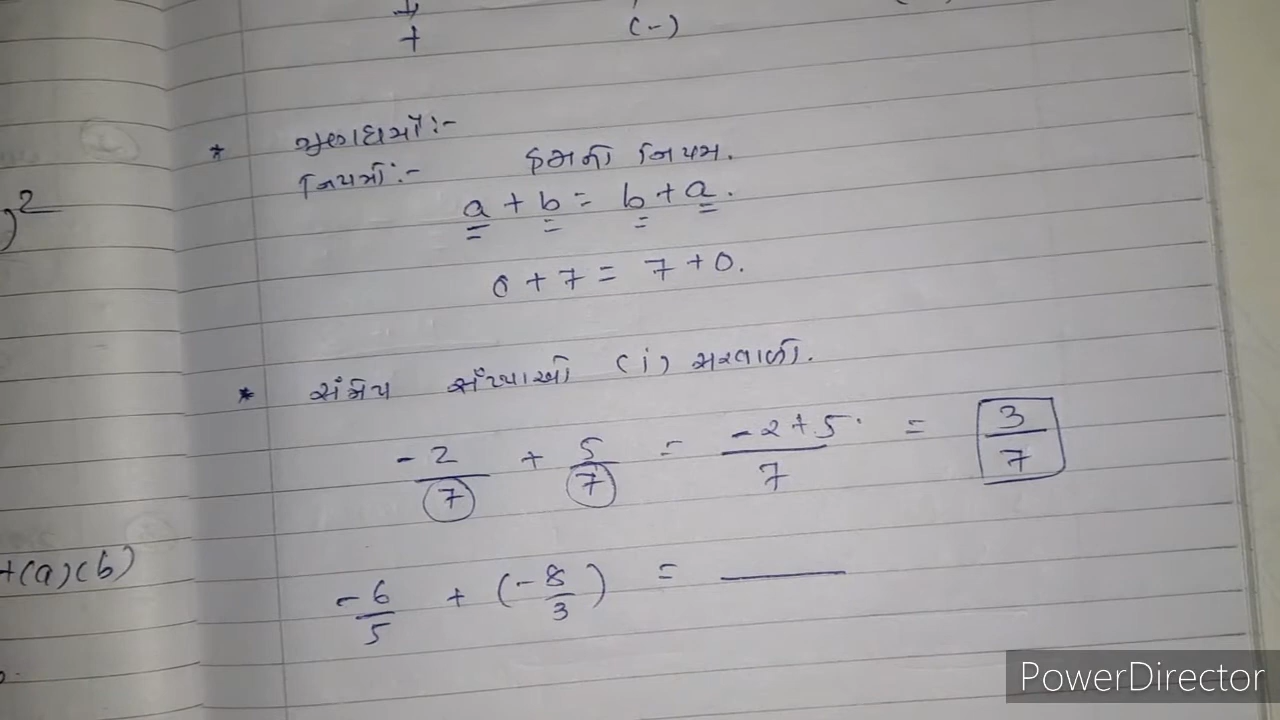 +
+ (-)
)²
* ગુણધર્મો :-
નિયમો :- ક્રમનો નિયમ.
a + b = b + a.
0 + 7 = 7 + 0.
* સંમેય સંખ્યાઓ (i) સરવાળો.
-2/7 + 5/7 = -2+5/7 = 3/7
+(a)(b)
-6/5 + (-8/3) =
PowerDirector